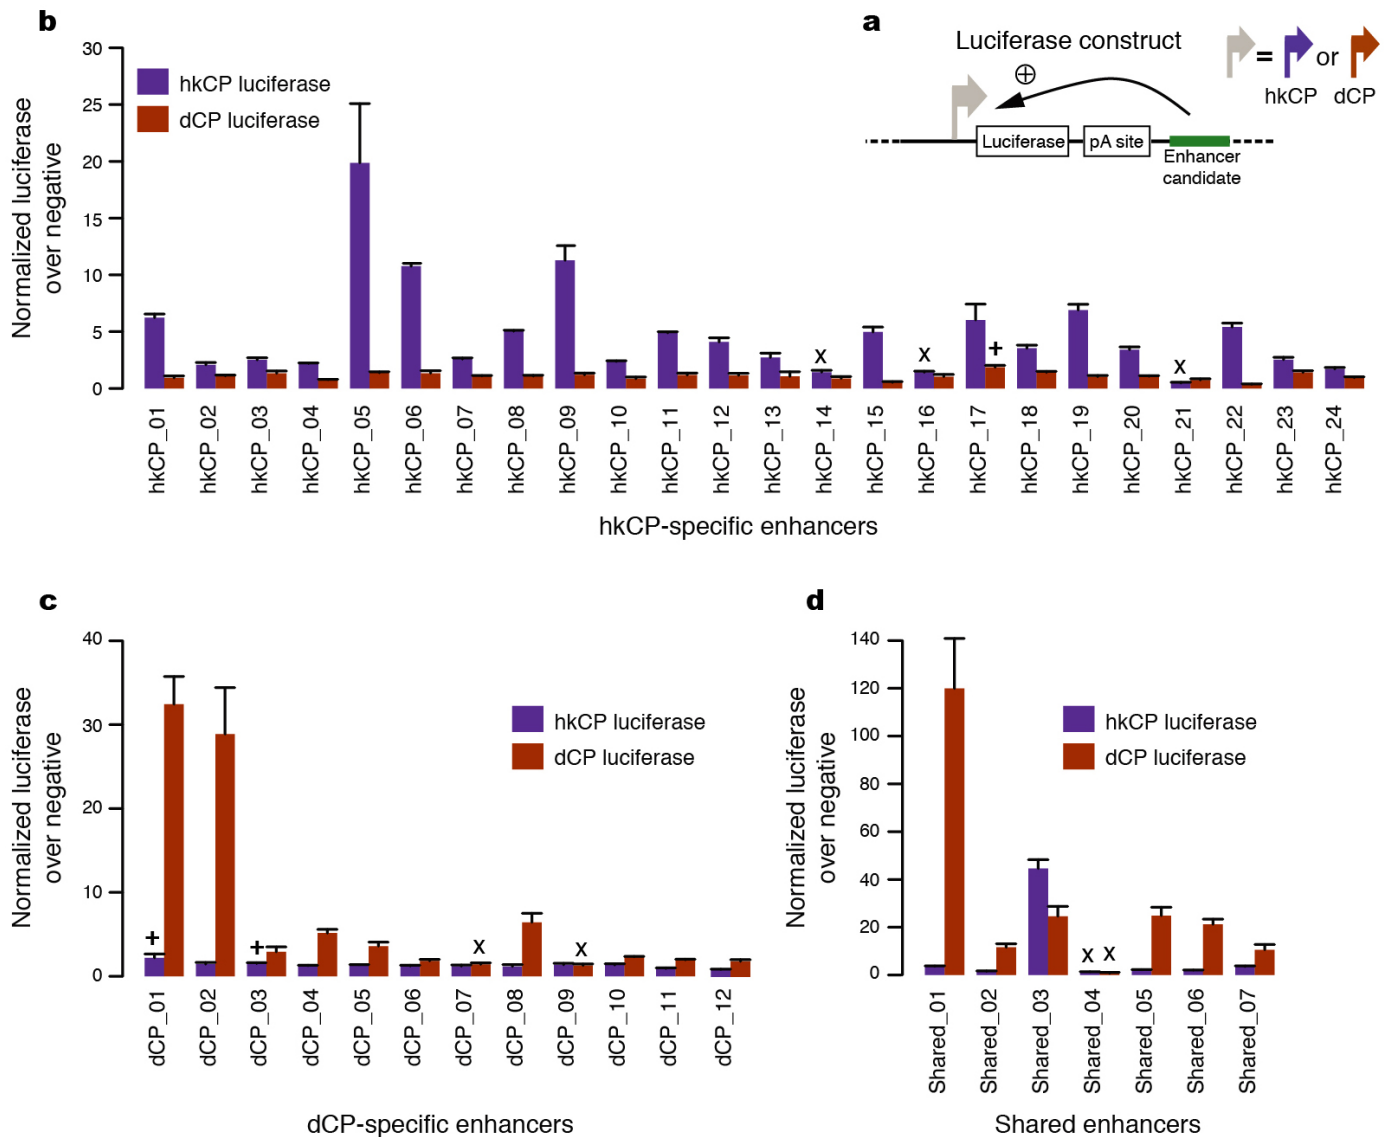 b
30
25
20
15
10
5
0
Normalized luciferase
over negative
hkCP luciferase
dCP luciferase
x
x
+
x
hkCP_01
hkCP_02
hkCP_03
hkCP_04
hkCP_05
hkCP_06
hkCP_07
hkCP_08
hkCP_09
hkCP_10
hkCP_11
hkCP_12
hkCP_13
hkCP_14
hkCP_15
hkCP_16
hkCP_17
hkCP_18
hkCP_19
hkCP_20
hkCP_21
hkCP_22
hkCP_23
hkCP_24
hkCP-specific enhancers
a
Luciferase construct
= or
hkCP dCP
+
Luciferase
pA site
Enhancer
candidate
c
40
30
20
10
0
Normalized luciferase
over negative
hkCP luciferase
dCP luciferase
+
+
x
x
dCP_01
dCP_02
dCP_03
dCP_04
dCP_05
dCP_06
dCP_07
dCP_08
dCP_09
dCP_10
dCP_11
dCP_12
dCP-specific enhancers
d
140
120
100
80
60
40
20
0
Normalized luciferase
over negative
hkCP luciferase
dCP luciferase
x x
Shared_01
Shared_02
Shared_03
Shared_04
Shared_05
Shared_06
Shared_07
Shared enhancers